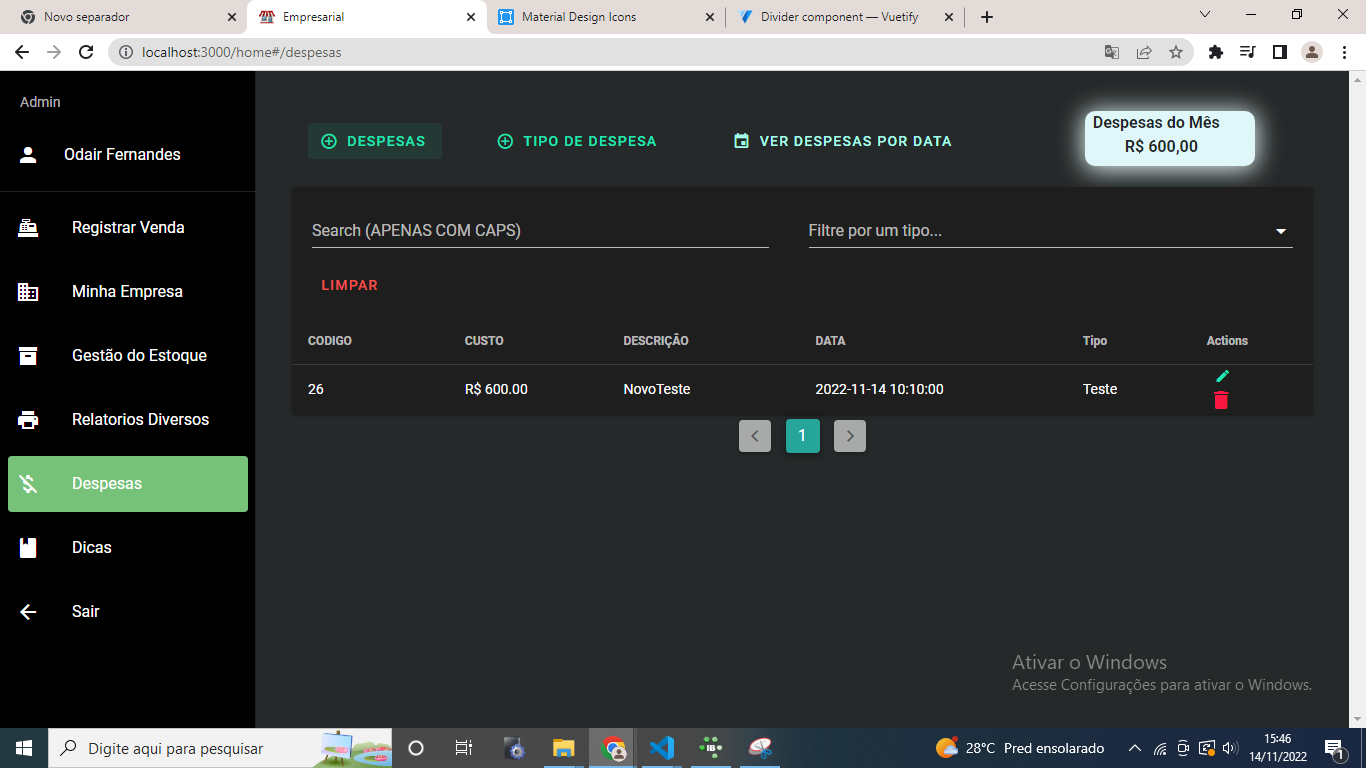 Novo separador
Empresarial
Material Design Icons
Divider component — Vuetify
localhost:3000/home#/despesas
Admin
Odair Fernandes
Registrar Venda
Minha Empresa
Gestão do Estoque
Relatorios Diversos
Despesas
Dicas
Sair
DESPESAS
TIPO DE DESPESA
VER DESPESAS POR DATA
Despesas do Mês
R$ 600,00
Search (APENAS COM CAPS)
Filtre por um tipo...
LIMPAR
CODIGO CUSTO DESCRIÇÂO DATA Tipo Actions
26 R$ 600.00 NovoTeste 2022-11-14 10:10:00 Teste
1
Ativar o Windows
Acesse Configurações para ativar o Windows.
Digite aqui para pesquisar
IB
28°C Pred ensolarado
15:46
14/11/2022
1